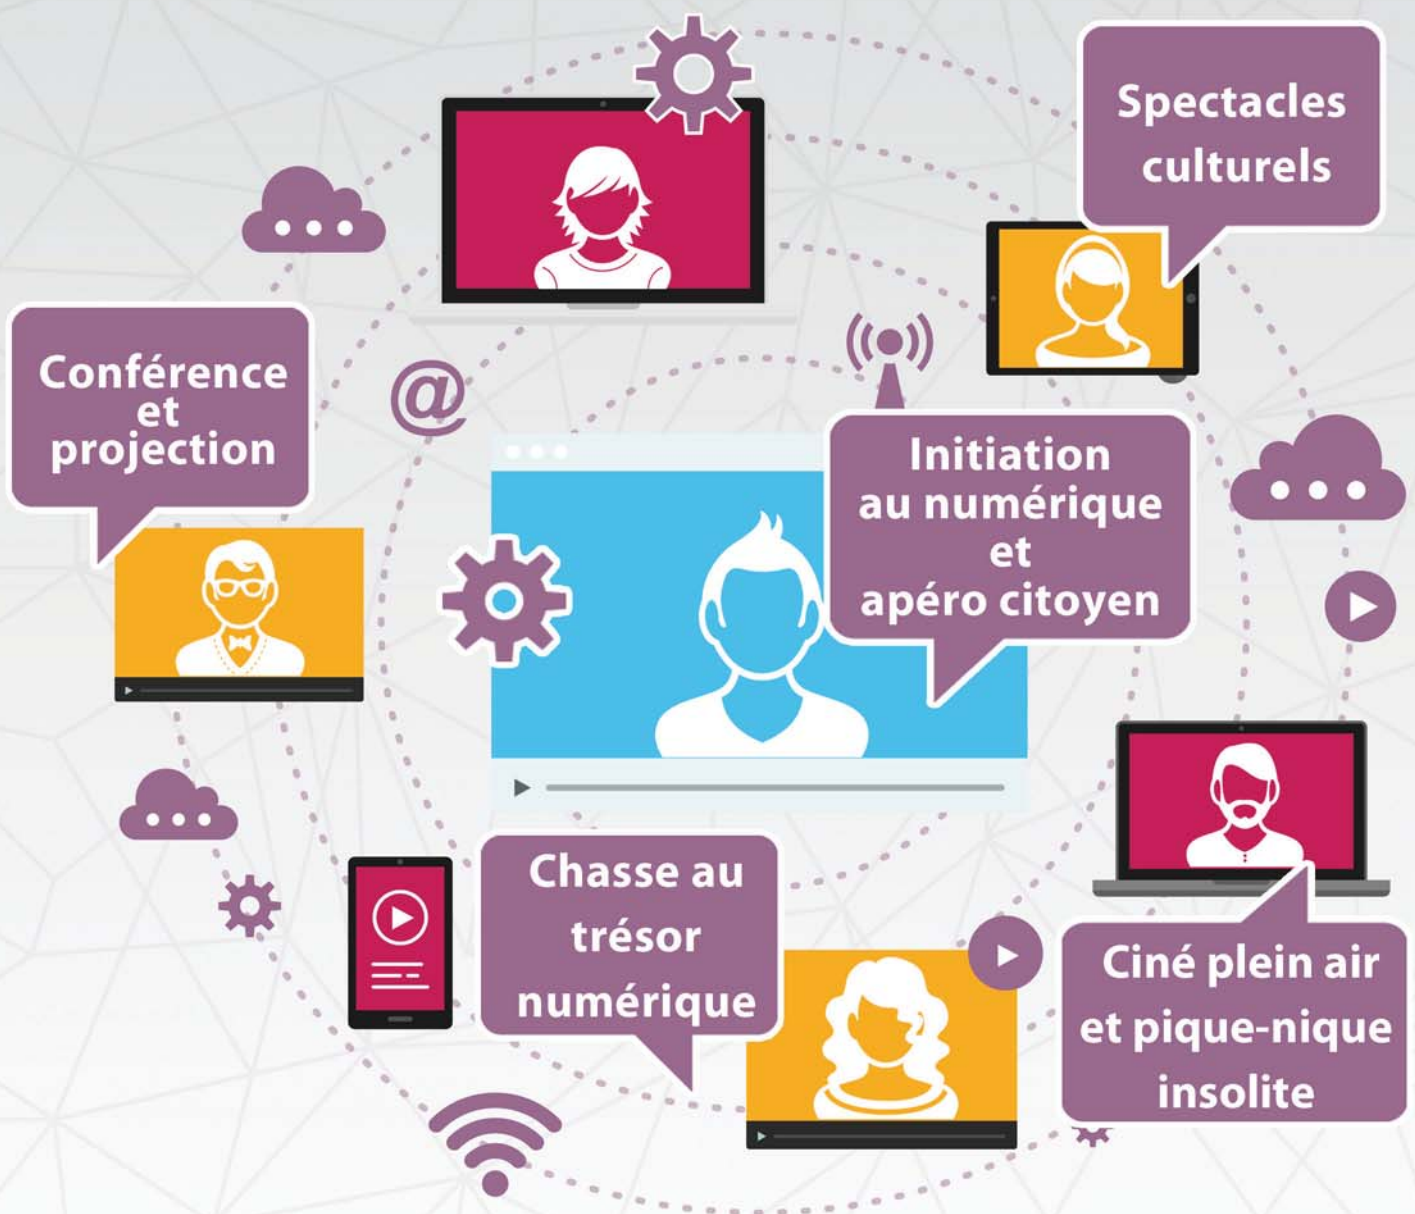 Spectacles
culturels
Conférence
et
projection
@
Initiation
au numérique
et
apéro citoyen
Chasse au
trésor
numérique
Ciné plein air
et pique-nique
insolite